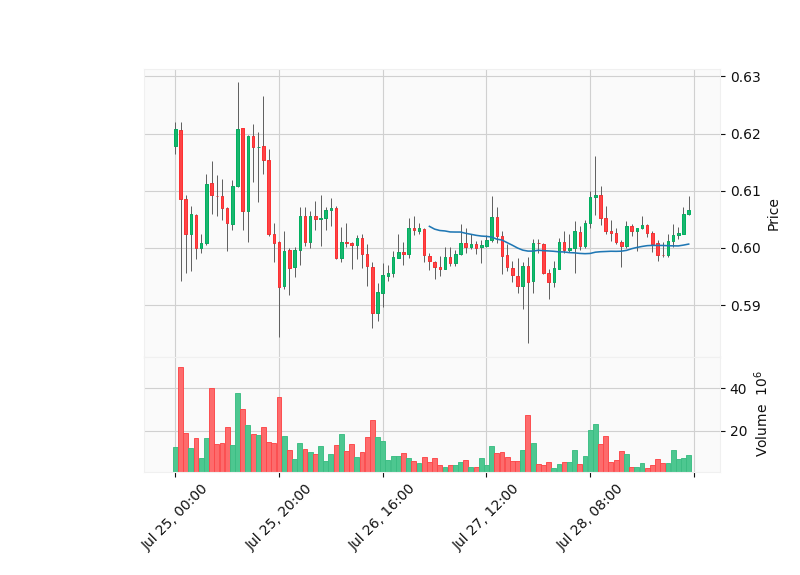 0.63
0.62
0.61
0.60
0.59
Price
40
20
Volume 10^6
Jul 25, 00:00
Jul 25, 20:00
Jul 26, 16:00
Jul 27, 12:00
Jul 28, 08:00